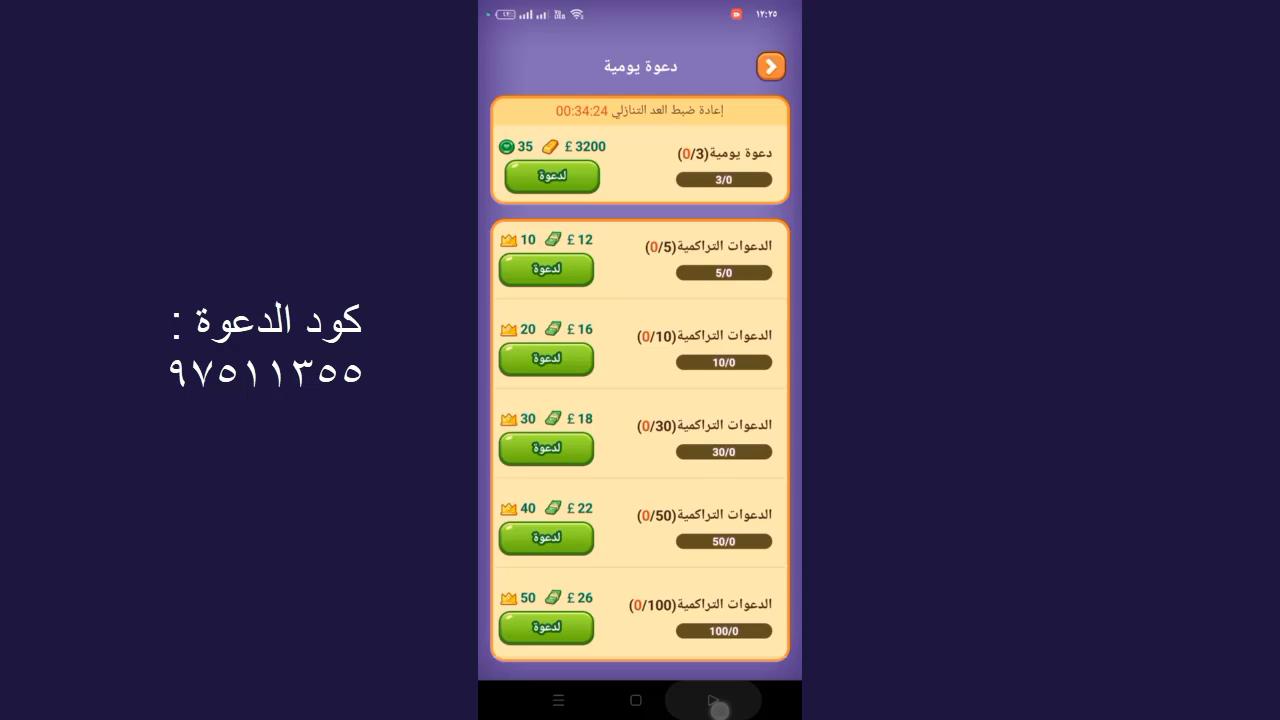 ١٢:٢٥
دعوة يومية
إعادة ضبط العد التنازلي 00:34:24
دعوة يومية(0/3)
35 £ 3200
3/0
لدعوة
الدعوات التراكمية(0/5)
10 £ 12
5/0
لدعوة
الدعوات التراكمية(0/10)
20 £ 16
10/0
لدعوة
الدعوات التراكمية(0/30)
30 £ 18
30/0
لدعوة
الدعوات التراكمية(0/50)
40 £ 22
50/0
لدعوة
الدعوات التراكمية(0/100)
50 £ 26
100/0
لدعوة
كود الدعوة :
٩٧٥١١٣٥٥